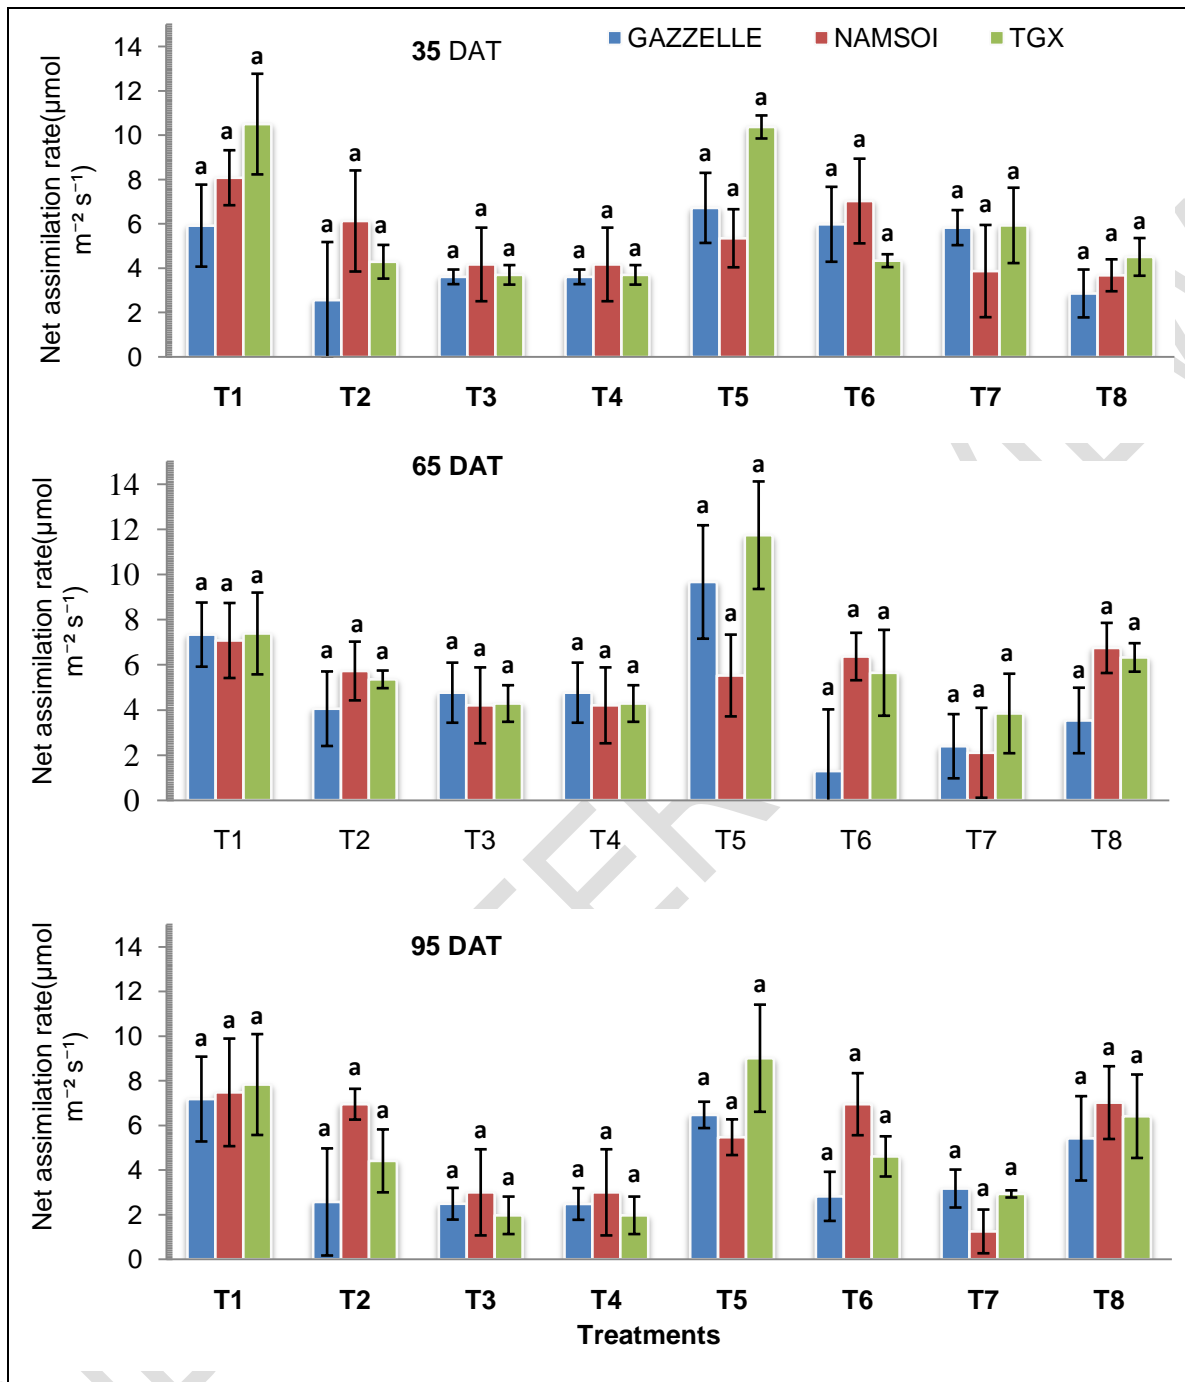 35 DAT
GAZZELLE NAMSOI TGX
Net assimilation rate(µmol
m⁻² s⁻¹)
14
12
10
8
6
4
2
0
a a a a a a a a a a a a a a a a a a a a a a a a
T1 T2 T3 T4 T5 T6 T7 T8
65 DAT
Net assimilation rate(µmol
m⁻² s⁻¹)
14
12
10
8
6
4
2
0
a a a a a a a a a a a a a a a a a a a a a a a a
T1 T2 T3 T4 T5 T6 T7 T8
95 DAT
Net assimilation rate(µmol
m⁻² s⁻¹)
14
12
10
8
6
4
2
0
a a a a a a a a a a a a a a a a a a a a a a a a
T1 T2 T3 T4 T5 T6 T7 T8
Treatments